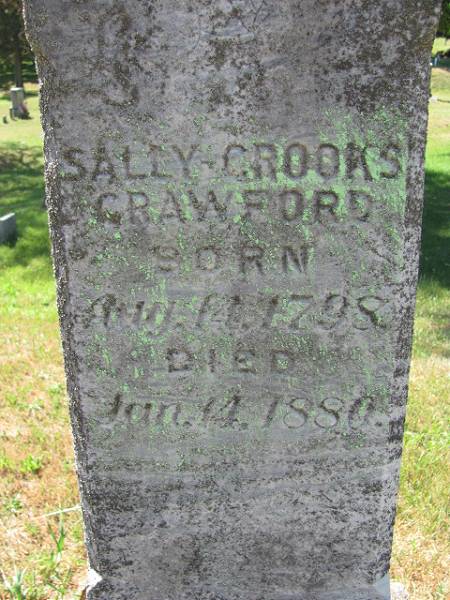 SALLY-CROOKS
CRAWFORD
BORN
Aug. 14, 1798.
DIED
Jan. 14, 1880.